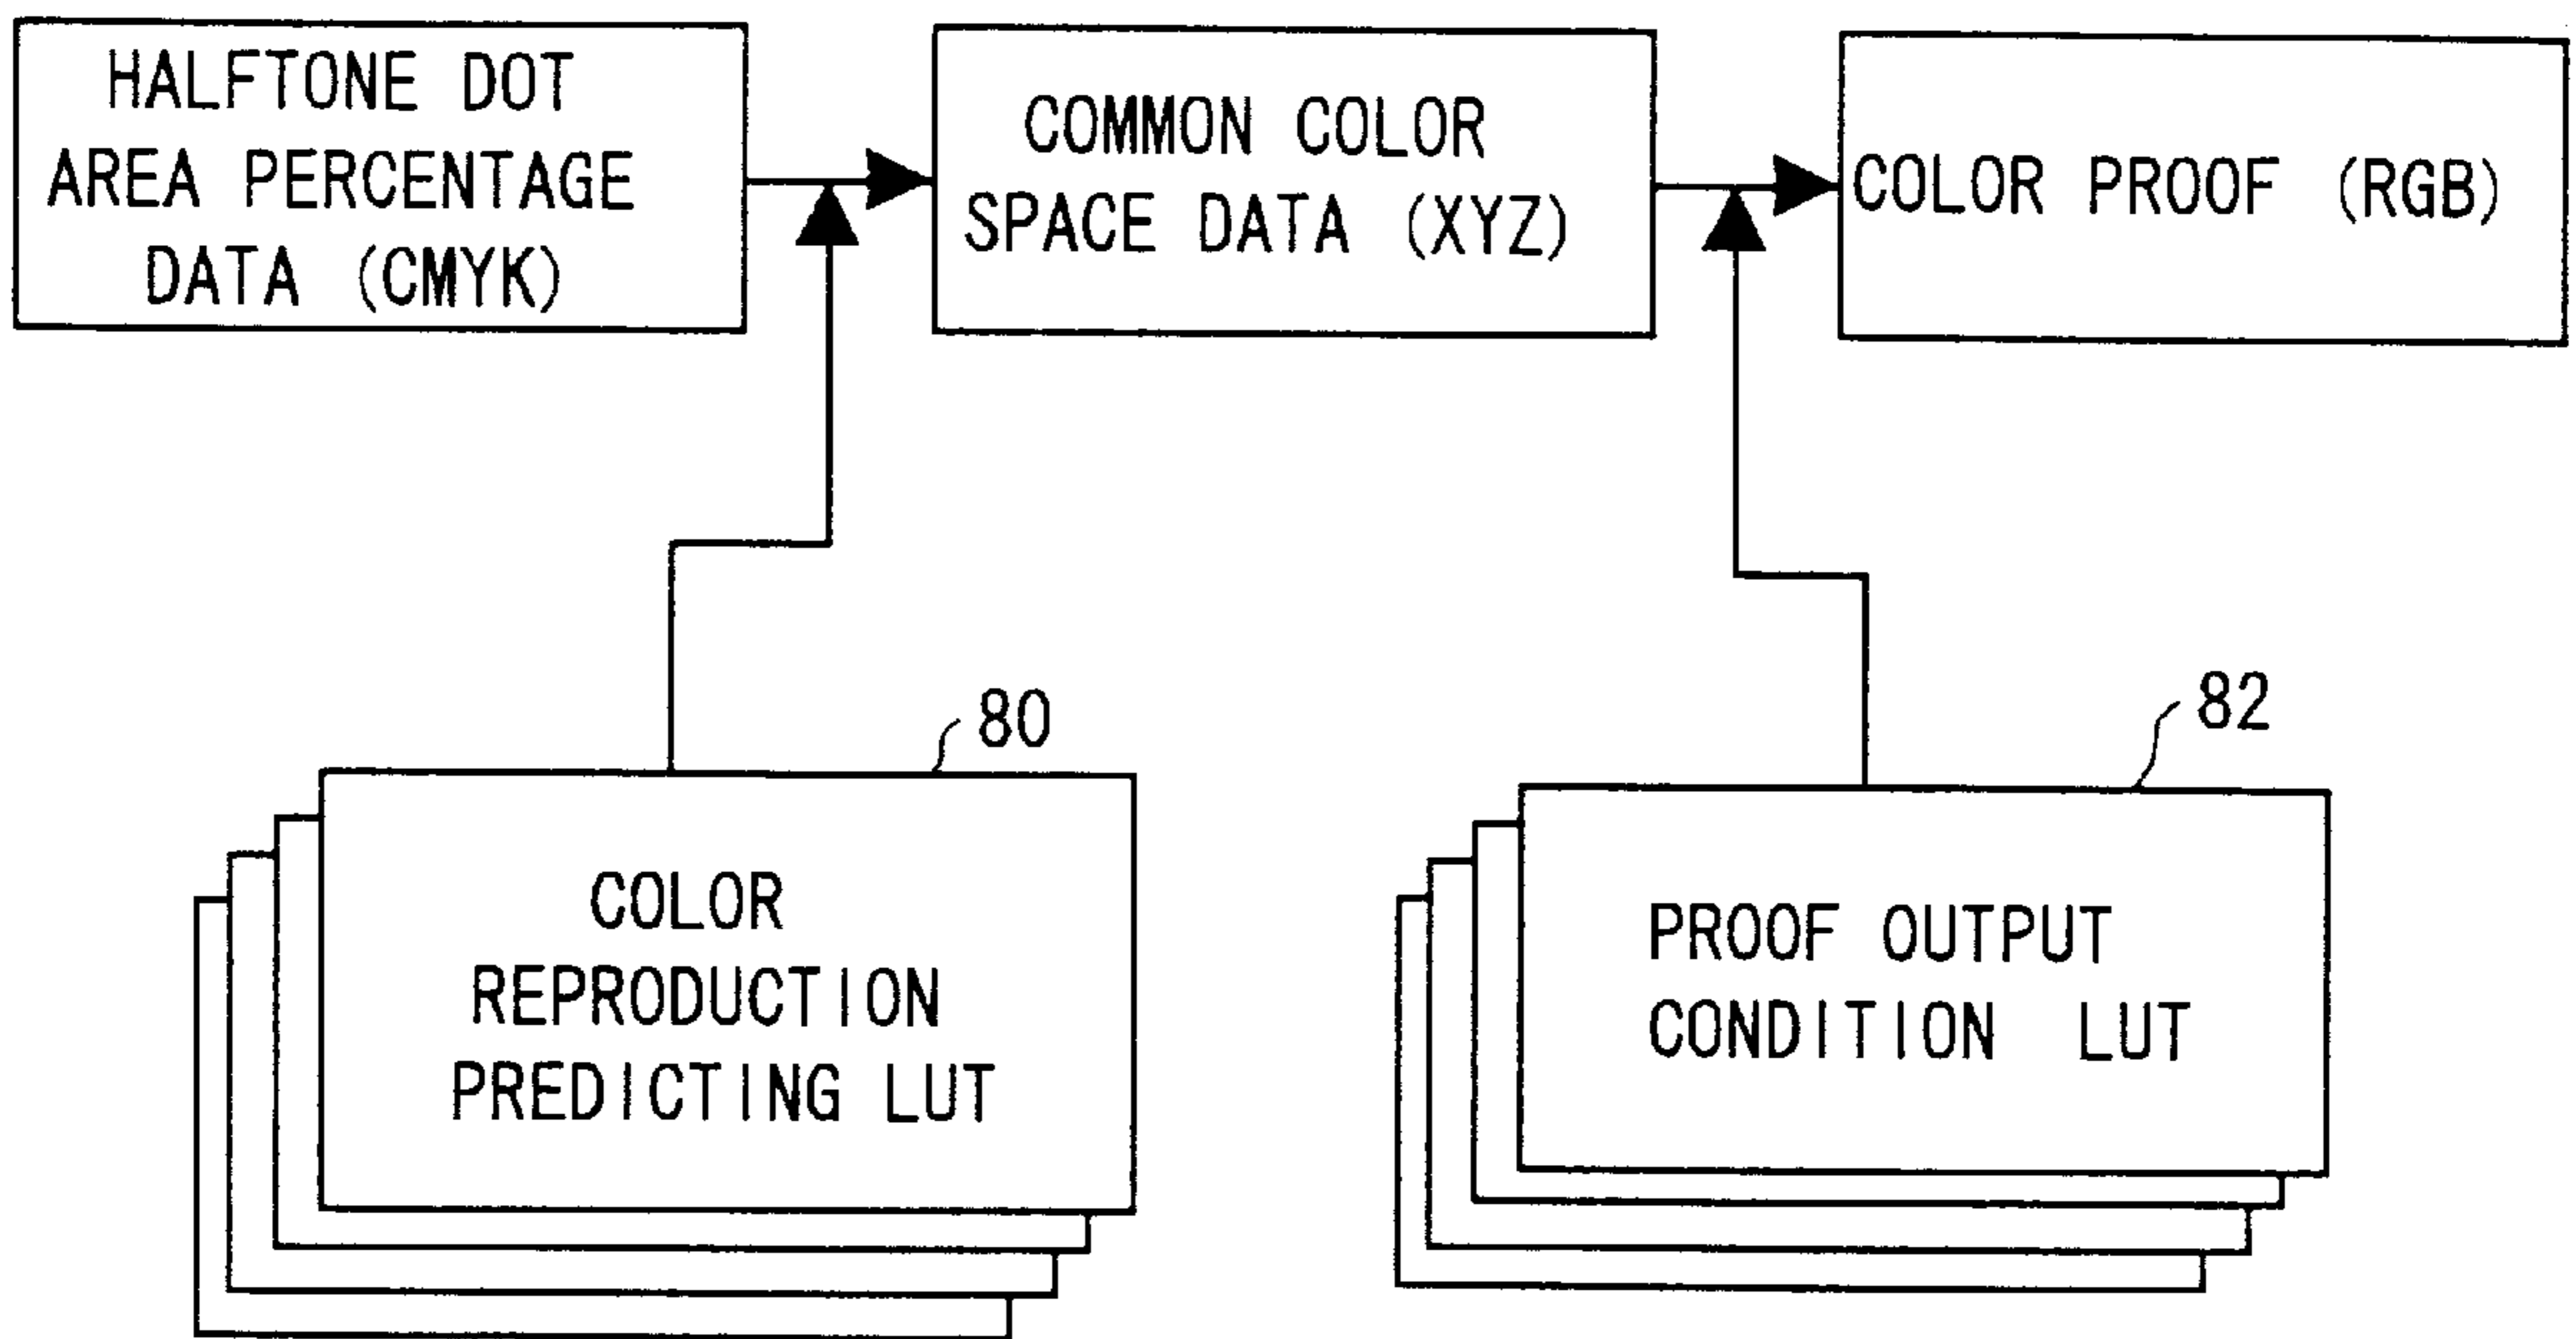 HALFTONE DOT
AREA PERCENTAGE
DATA (CMYK)
COMMON COLOR
SPACE DATA (XYZ)
COLOR PROOF (RGB)
80
COLOR
REPRODUCTION
PREDICTING LUT
82
PROOF OUTPUT
CONDITION LUT